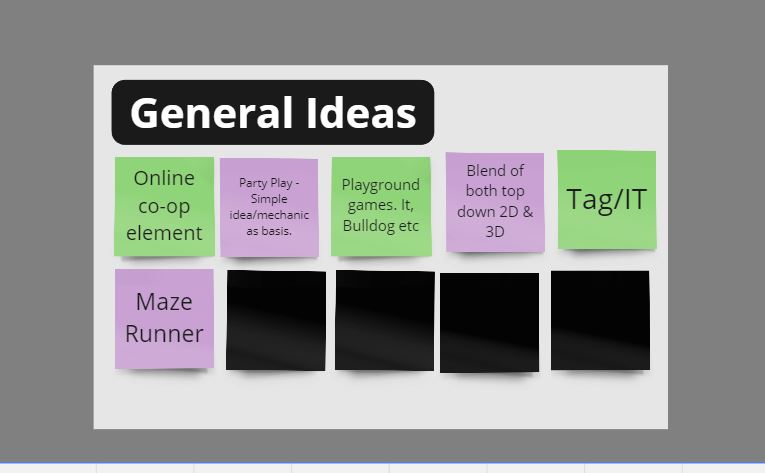 General Ideas
Online
co-op
element
Party Play -
Simple
idea/mechanic
as basis.
Playground
games. It,
Bulldog etc
Blend of
both top
down 2D &
3D
Tag/IT
Maze
Runner